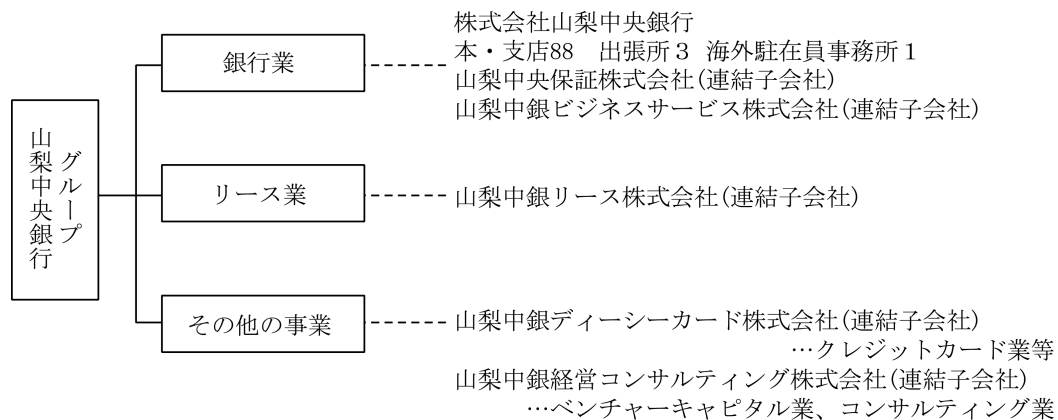 山梨中央銀行
グループ
銀行業
株式会社山梨中央銀行
本・支店88　出張所３ 海外駐在員事務所１
山梨中央保証株式会社(連結子会社)
山梨中銀ビジネスサービス株式会社(連結子会社)
リース業
山梨中銀リース株式会社(連結子会社)
その他の事業
山梨中銀ディーシーカード株式会社(連結子会社)
…クレジットカード業等
山梨中銀経営コンサルティング株式会社(連結子会社)
…ベンチャーキャピタル業、コンサルティング業